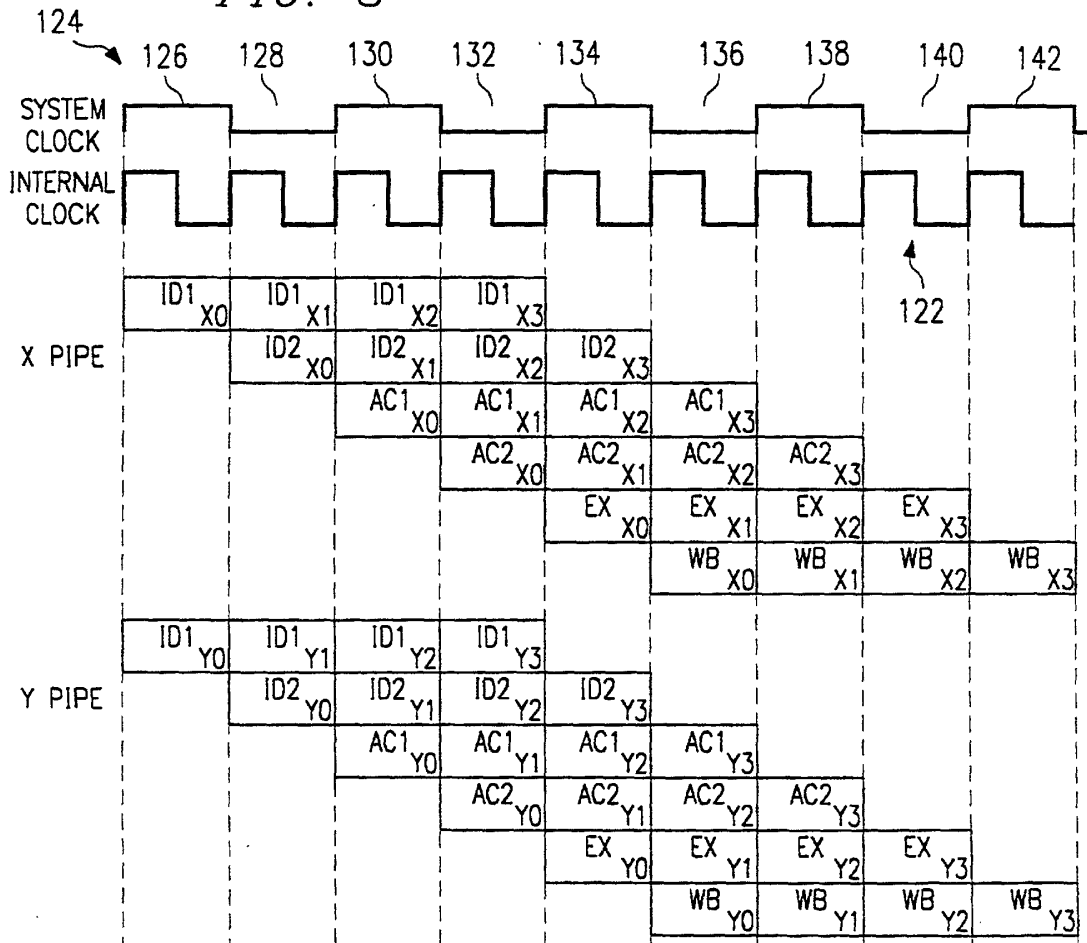 FIG. 8
124
126 128 130 132 134 136 138 140 142
SYSTEM CLOCK
INTERNAL CLOCK
122
ID1 X0 ID1 X1 ID1 X2 ID1 X3
X PIPE
ID2 X0 ID2 X1 ID2 X2 ID2 X3
AC1 X0 AC1 X1 AC1 X2 AC1 X3
AC2 X0 AC2 X1 AC2 X2 AC2 X3
EX X0 EX X1 EX X2 EX X3
WB X0 WB X1 WB X2 WB X3
ID1 Y0 ID1 Y1 ID1 Y2 ID1 Y3
Y PIPE
ID2 Y0 ID2 Y1 ID2 Y2 ID2 Y3
AC1 Y0 AC1 Y1 AC1 Y2 AC1 Y3
AC2 Y0 AC2 Y1 AC2 Y2 AC2 Y3
EX Y0 EX Y1 EX Y2 EX Y3
WB Y0 WB Y1 WB Y2 WB Y3